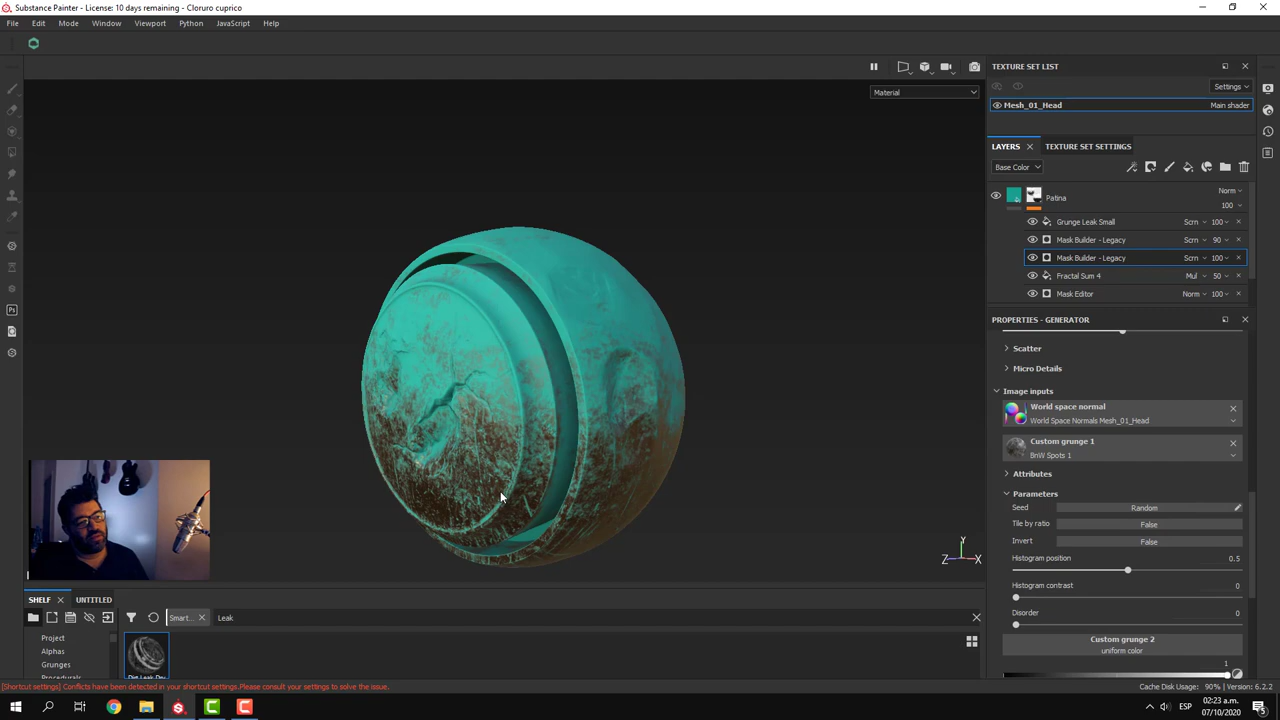 Substance Painter - License: 10 days remaining - Cloruro cuprico
File Edit Mode Window Viewport Python JavaScript Help
Material
TEXTURE SET LIST
Settings
Mesh_01_Head Main shader
LAYERS TEXTURE SET SETTINGS
Base Color
Patina Norm
100
Grunge Leak Small Scrn 100
Mask Builder - Legacy Scrn 90
Mask Builder - Legacy Scrn 100
Fractal Sum 4 Mul 50
Mask Editor Norm 100
PROPERTIES - GENERATOR
Scatter
Micro Details
Image inputs
World space normal
World Space Normals Mesh_01_Head
Custom grunge 1
BnW Spots 1
Attributes
Parameters
Seed Random
Tile by ratio False
Invert False
Histogram position 0.5
Histogram contrast 0
Disorder 0
Custom grunge 2
uniform color
1
Y
Z X
SHELF UNTITLED
Smart... Leak
Project
Alphas
Grunges
[Shortcut settings] Conflicts have been detected in your shortcut settings.Please consult your settings to solve the issue.
Cache Disk Usage: 90% | Version: 6.2.2
Ps
ESP
02:23 a.m.
07/10/2020
5